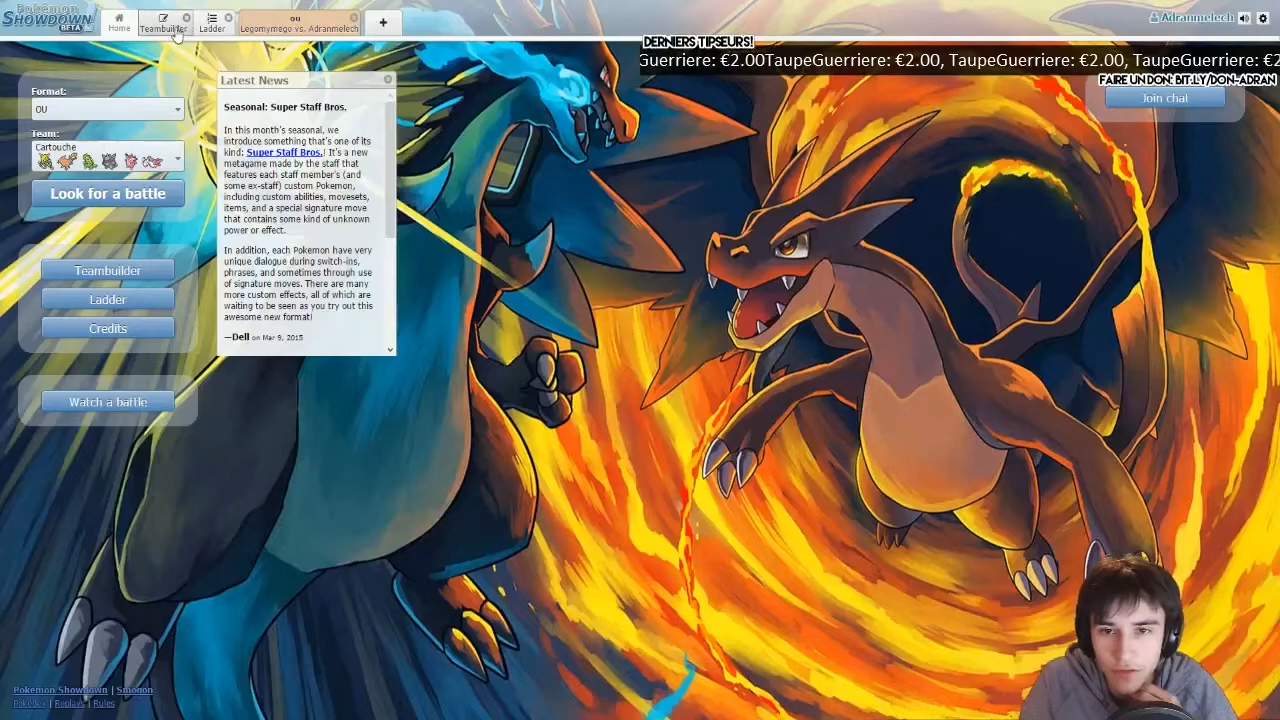 Pokémon
SHOWDOWN
BETA
Home
Teambuilder
Ladder
OU
Legomymego vs. Adranmelech
+
Adranmelech
DERNIERS TIPSEURS!
Guerriere: €2.00TaupeGuerriere: €2.00, TaupeGuerriere: €2.00, TaupeGuerriere: €2
FAIRE UN DON: BIT.LY/DON-ADRAN
Join chat
Format:
OU
Team:
Cartouche
Look for a battle
Teambuilder
Ladder
Credits
Watch a battle
Latest News
Seasonal: Super Staff Bros.
In this month's seasonal, we
introduce something that's one of its
kind: Super Staff Bros.! It's a new
metagame made by the staff that
features each staff member's (and
some ex-staff) custom Pokemon,
including custom abilities, movesets,
items, and a special signature move
that contains some kind of unknown
power or effect.
In addition, each Pokemon have very
unique dialogue during switch-ins,
phrases, and sometimes through use
of signature moves. There are many
more custom effects, all of which are
waiting to be seen as you try out this
awesome new format!
—Dell on Mar 9, 2015
Pokemon Showdown | Smogon
Pokédex | Replays | Rules